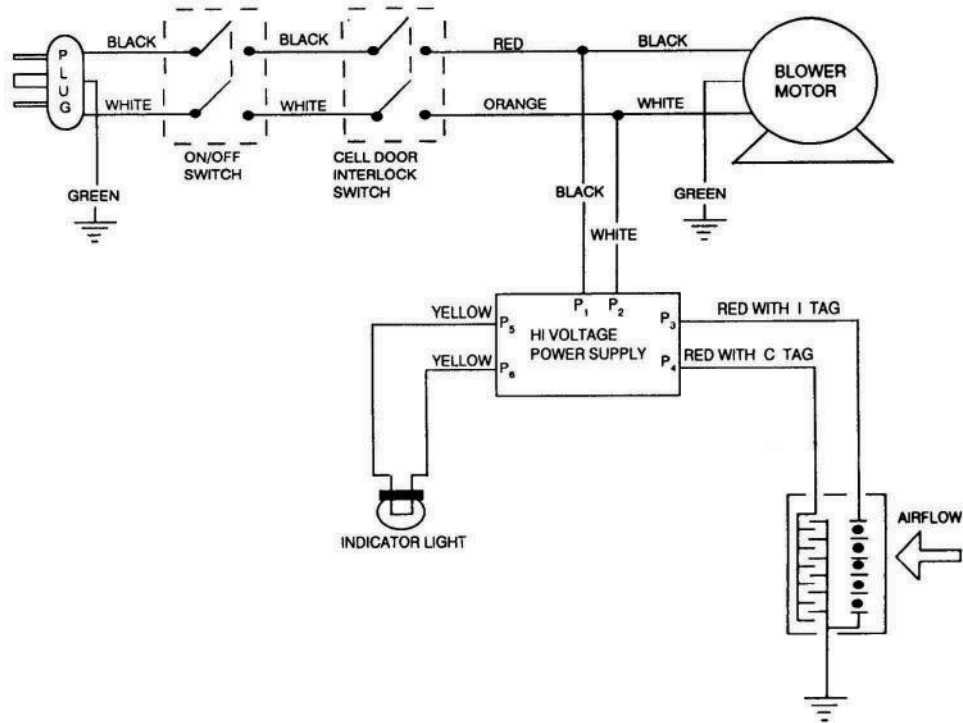 PLUG
BLACK
BLACK
RED
BLACK
WHITE
WHITE
ORANGE
WHITE
BLOWER
MOTOR
ON/OFF
SWITCH
CELL DOOR
INTERLOCK
SWITCH
GREEN
GREEN
BLACK
WHITE
YELLOW
YELLOW
P1 P2
P5
P6
HI VOLTAGE
POWER SUPPLY
P3
P4
RED WITH I TAG
RED WITH C TAG
INDICATOR LIGHT
AIRFLOW